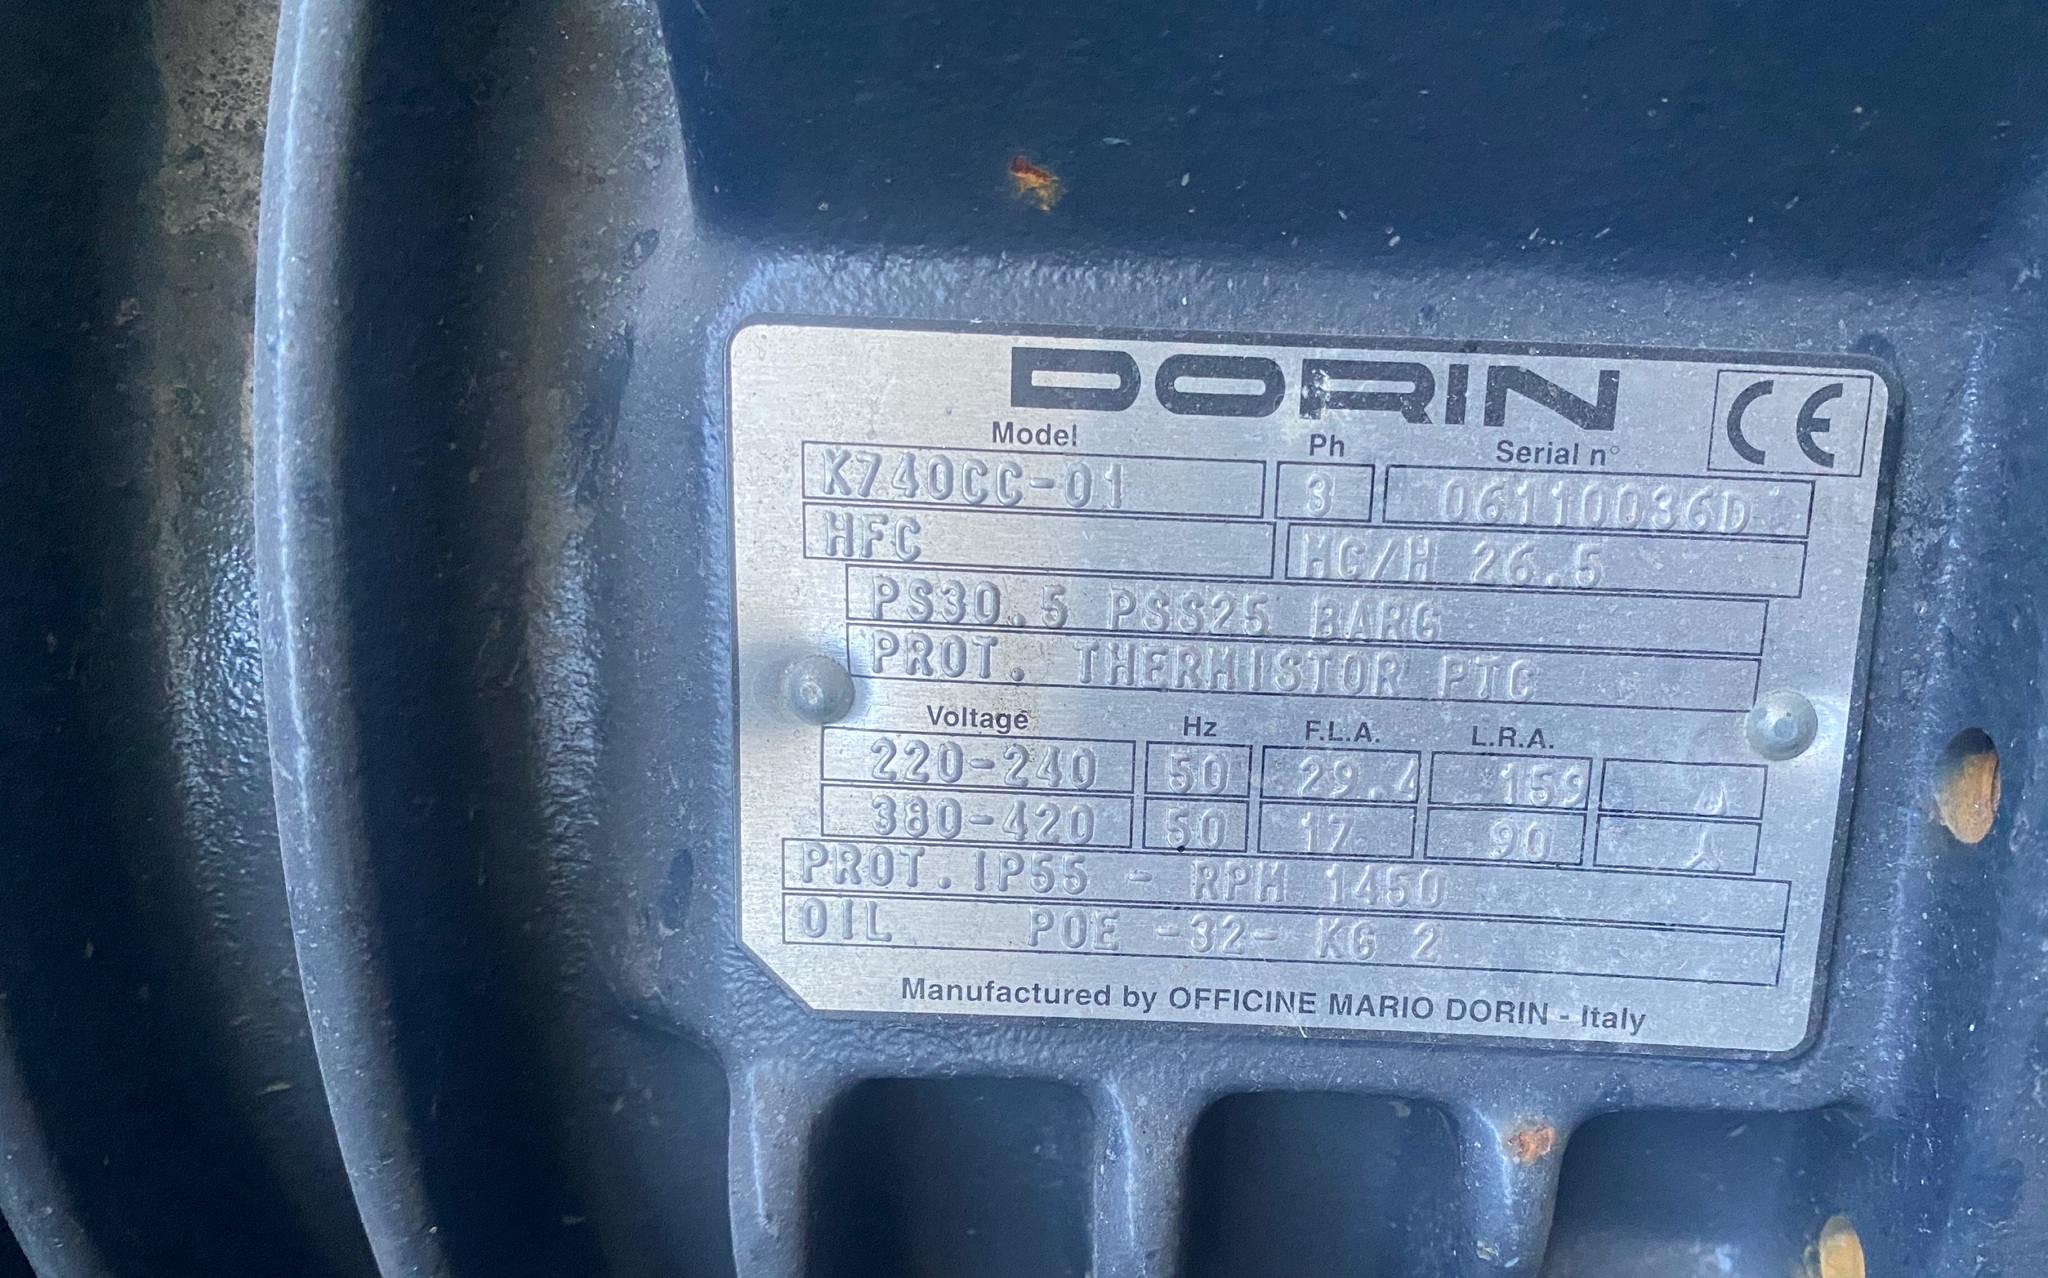 DORIN
CE
Model Ph Serial n°
K740CC-01 3 06110036D
HFC MC/H 26.5
PS30.5 PSS25 BARG
PROT. THERMISTOR PTC
Voltage Hz F.L.A. L.R.A.
220-240 50 29.4 159 Δ
380-420 50 17 90 Y
PROT.IP55 - RPM 1450
OIL POE -32- KG 2
Manufactured by OFFICINE MARIO DORIN - Italy